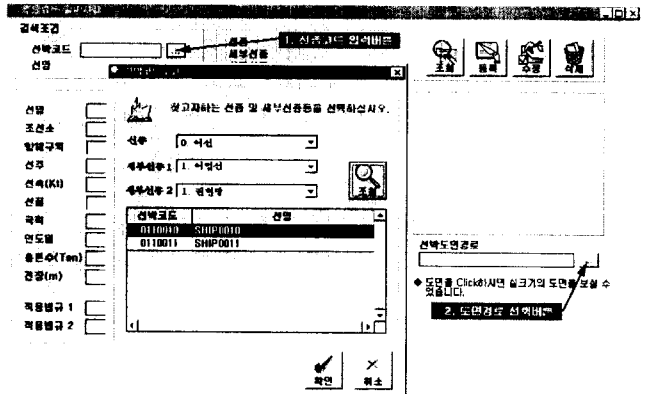 검색조건
선박코드
...
1. 선종코드 입력버튼
선명
선종
세부선종
조회
등록
수정
삭제
찾고자하는 선종 및 세부선종등을 선택하십시오.
선종
0. 어선
세부선종 1
1. 어망선
세부선종 2
조회
선박코드
선명
0110010 SHIP0010
0110011 SHIP0011
확인
취소
선명
조선소
항해구역
선주
선속(Kt)
선질
국적
연도별
총톤수(Ton)
전장(m)
적용법규 1
적용법규 2
선박도면경로
...
◆ 도면을 Click하시면 실크기의 도면을 보실 수
있습니다.
2. 도면경로 선택버튼